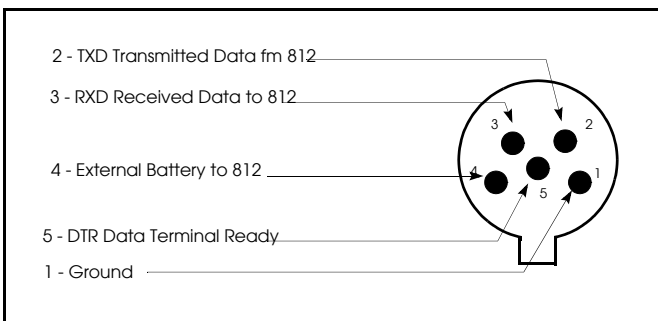 2 - TXD Transmitted Data fm 812
3 - RXD Received Data to 812
4 - External Battery to 812
5 - DTR Data Terminal Ready
1 - Ground
3
2
4
1
5